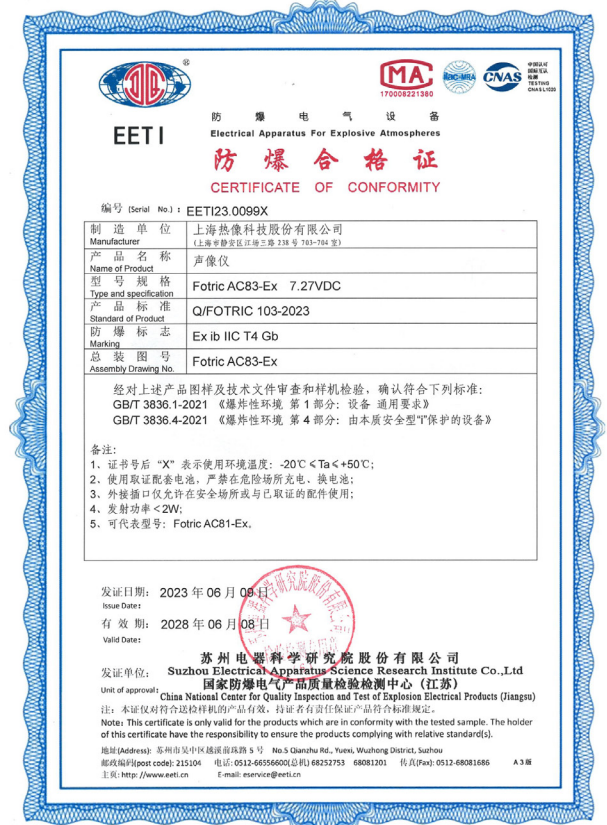 ®
EETI
MA
170008221380
ilac-MRA
CNAS
中国认可
国际互认
检测
TESTING
CNAS L1020
防爆电气设备
Electrical Apparatus For Explosive Atmospheres
防爆合格证
CERTIFICATE OF CONFORMITY
编号 (Serial No.): EETI23.0099X
制造单位
Manufacturer
上海热像科技股份有限公司
(上海市静安区江场三路 238 号 703-704 室)
产品名称
Name of Product
声像仪
型号规格
Type and specification
Fotric AC83-Ex 7.27VDC
产品标准
Standard of Product
Q/FOTRIC 103-2023
防爆标志
Marking
Ex ib IIC T4 Gb
总装图号
Assembly Drawing No.
Fotric AC83-Ex
经对上述产品图样及技术文件审查和样机检验，确认符合下列标准：
GB/T 3836.1-2021 《爆炸性环境 第 1 部分：设备 通用要求》
GB/T 3836.4-2021 《爆炸性环境 第 4 部分：由本质安全型“i”保护的设备》
备注：
1、证书号后“X”表示使用环境温度：-20℃≤Ta≤+50℃；
2、使用取证配套电池，严禁在危险场所充电、换电池；
3、外接插口仅允许在安全场所或与已取证的配件使用；
4、发射功率<2W;
5、可代表型号：Fotric AC81-Ex。
发证日期： 2023 年 06 月 09 日
Issue Date:
有 效 期： 2028 年 06 月 08 日
Valid Date:
发证单位：
Unit of approval:
苏州电器科学研究院股份有限公司
Suzhou Electrical Apparatus Science Research Institute Co.,Ltd
国家防爆电气产品质量检验检测中心（江苏）
China National Center for Quality Inspection and Test of Explosion Electrical Products (Jiangsu)
注：本证仅对符合送检样机的产品有效，持证者有责任保证产品符合标准规定。
Note: This certificate is only valid for the products which are in conformity with the tested sample. The holder
of this certificate have the responsibility to ensure the products complying with relative standard(s).
地址(Address): 苏州市吴中区越溪前珠路 5 号 No.5 Qianzhu Rd., Yuexi, Wuzhong District, Suzhou
邮政编码(post code): 215104 电话: 0512-66556600(总机) 68252753 68081201 传真(Fax): 0512-68081686 A 3 版
主页: http: //www.eeti.cn E-mail: eservice@eeti.cn